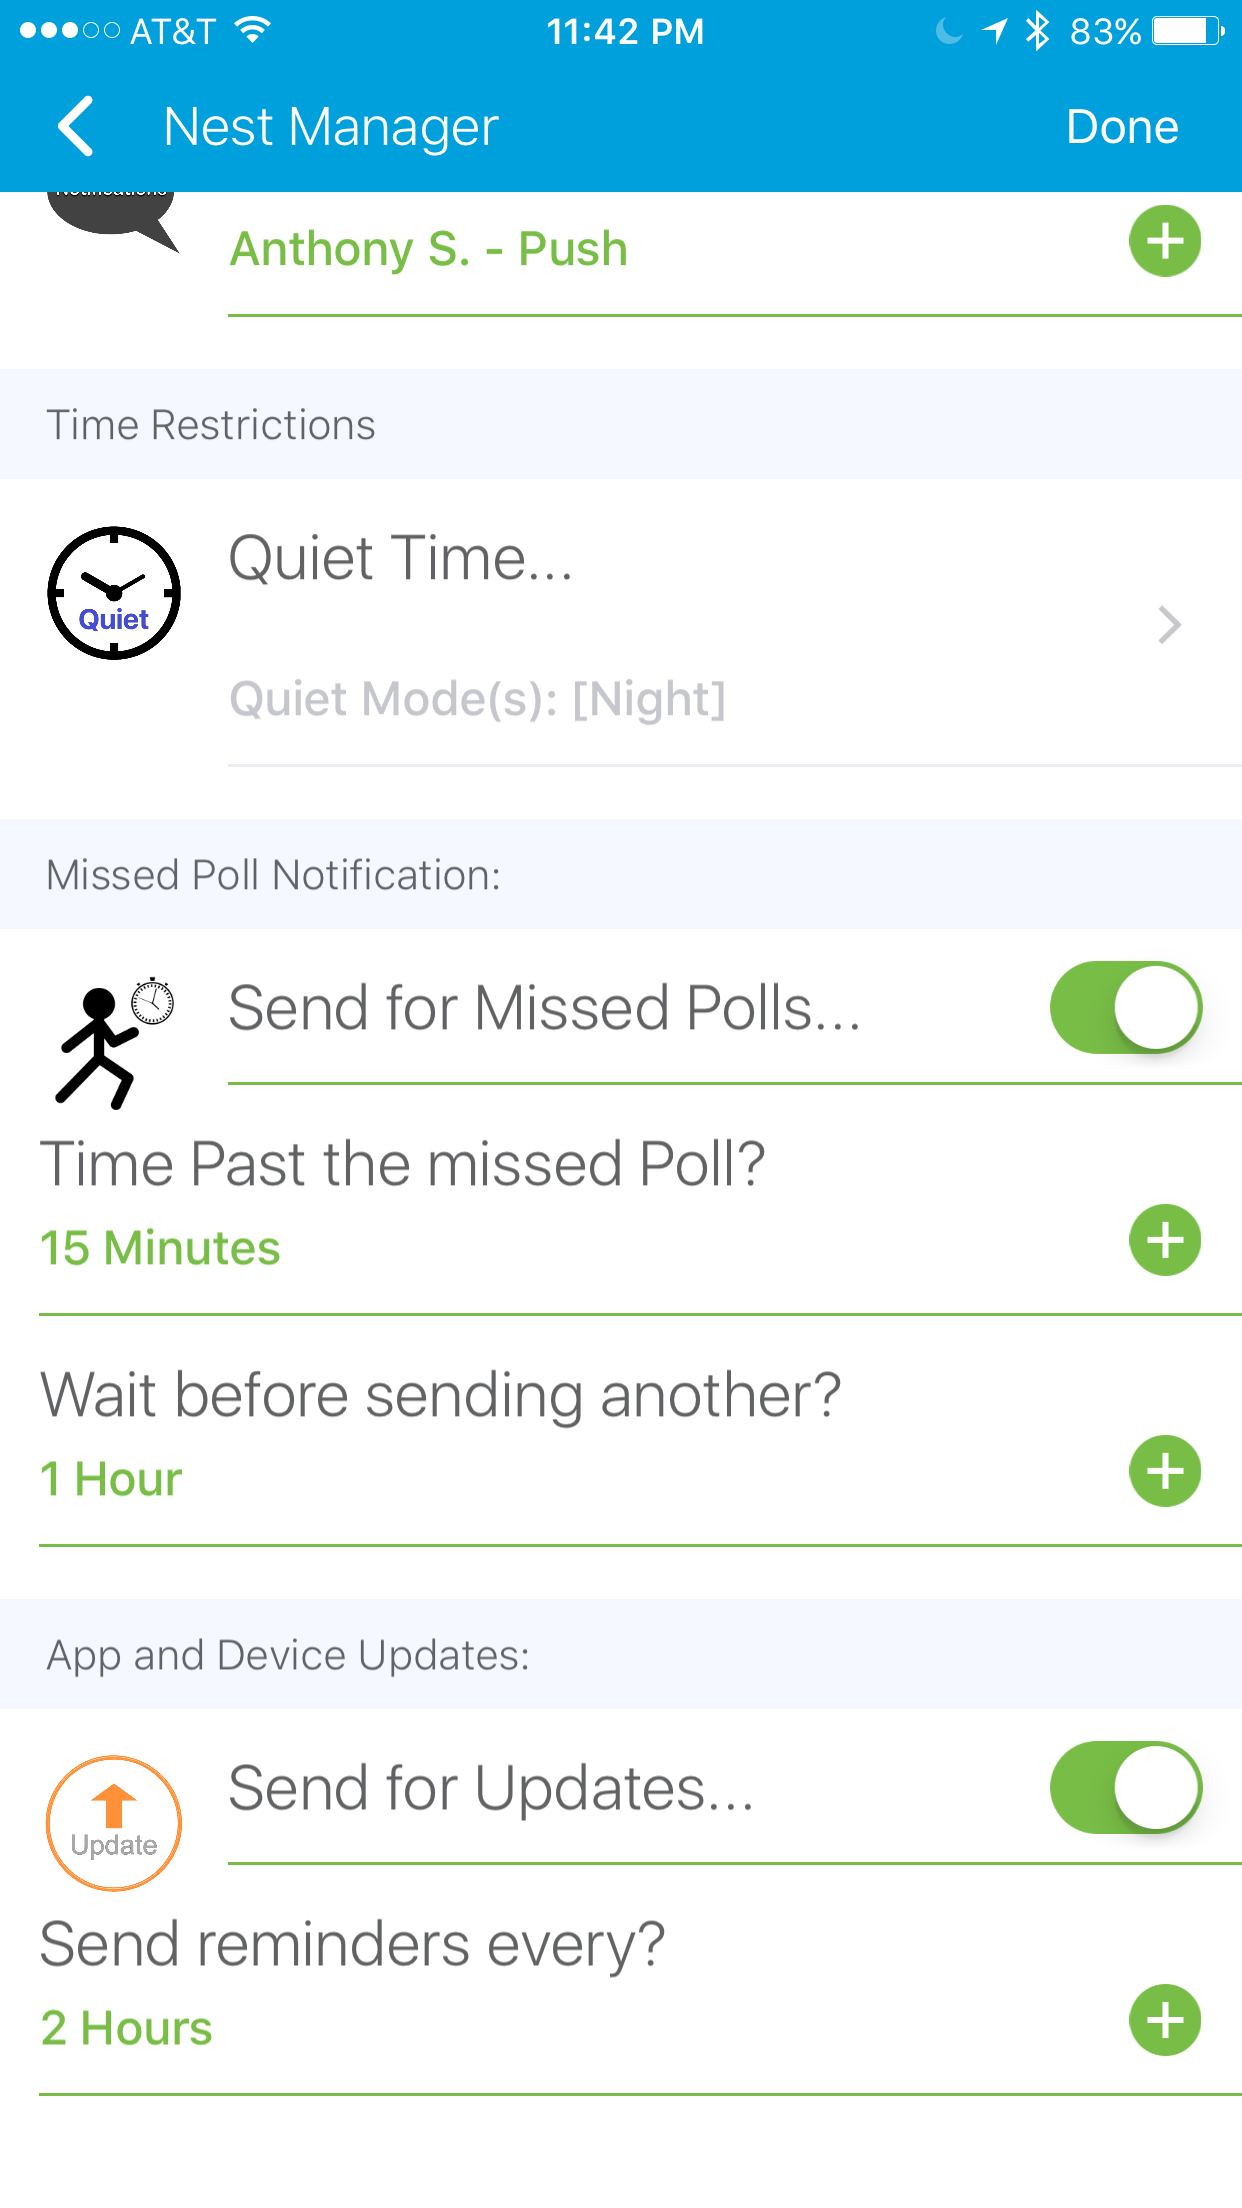 AT&T 11:42 PM 83%
Nest Manager Done
Anthony S. - Push
Time Restrictions
Quiet Time...
Quiet
Quiet Mode(s): [Night]
Missed Poll Notification:
Send for Missed Polls...
Time Past the missed Poll?
15 Minutes
Wait before sending another?
1 Hour
App and Device Updates:
Send for Updates...
Update
Send reminders every?
2 Hours